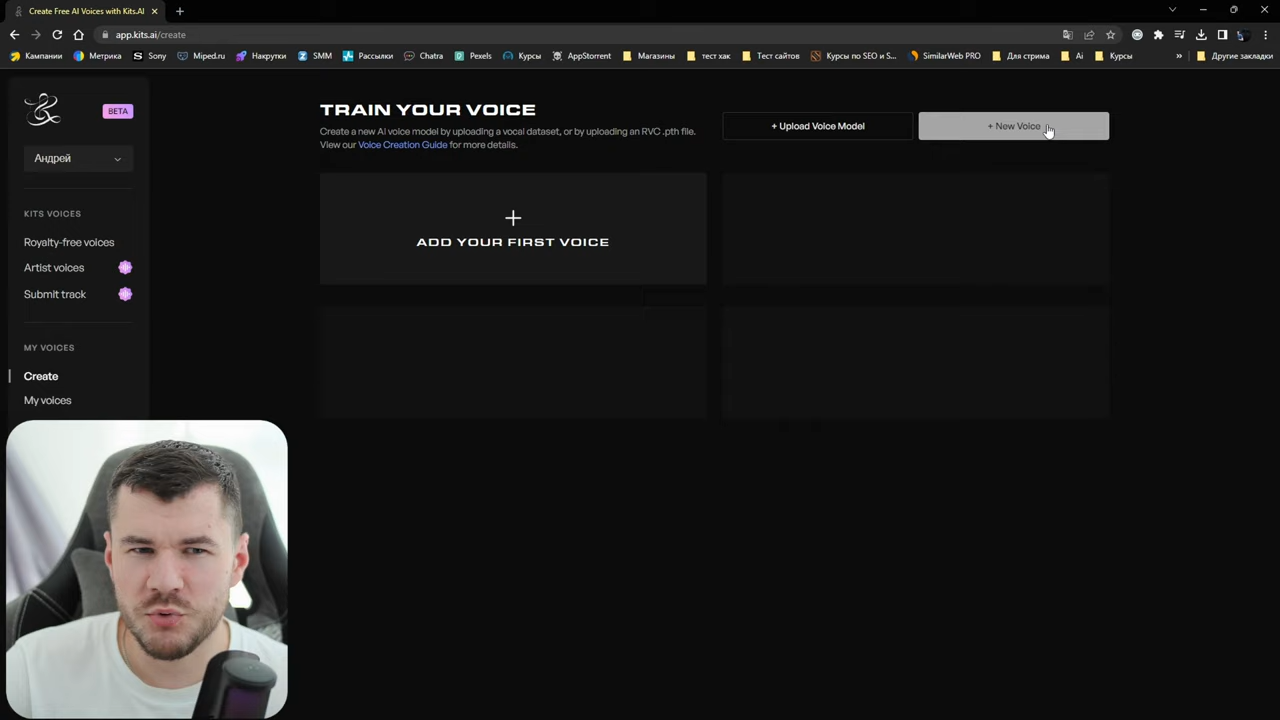 Create Free AI Voices with Kits.AI
app.kits.ai/create
Кампании
Метрика
Sony
Miped.ru
Накрутки
SMM
Рассылки
Chatra
Pexels
Курсы
AppStorrent
Магазины
тест хак
Тест сайтов
Курсы по SEO и S...
SimilarWeb PRO
Для стрима
Ai
Курсы
»
Другие закладки
BETA
Андрей
KITS VOICES
Royalty-free voices
Artist voices
Submit track
MY VOICES
Create
My voices
TRAIN YOUR VOICE
Create a new AI voice model by uploading a vocal dataset, or by uploading an RVC .pth file.
View our Voice Creation Guide for more details.
+ Upload Voice Model
+ New Voice
+
ADD YOUR FIRST VOICE